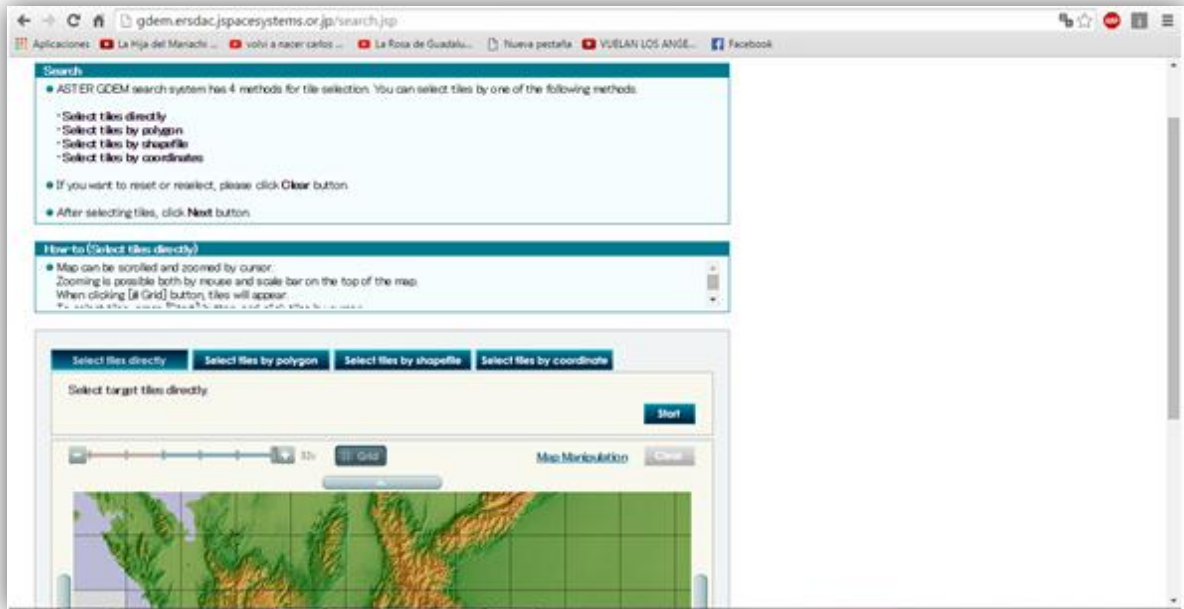 gdem.ersdac.jspacesystems.or.jp/search.jsp
Aplicaciones La Hija del Mariachi ... volvi a nacer carlos ... La Rosa de Guadalu... Nueva pestaña VUELAN LOS ANGE... Facebook
Search
ASTER GDEM search system has 4 methods for tile selection. You can select tiles by one of the following methods.
-Select tiles directly
-Select tiles by polygon
-Select tiles by shapefile
-Select tiles by coordinates
If you want to reset or reselect, please click Clear button.
After selecting tiles, click Next button.
How-to (Select tiles directly)
Map can be scrolled and zoomed by cursor.
Zooming is possible both by mouse and scale bar on the top of the map.
When clicking [# Grid] button, tiles will appear.
Select tiles directly Select tiles by polygon Select tiles by shapefile Select tiles by coordinate
Select target tiles directly.
Start
32x Grid Map Manipulation Clear